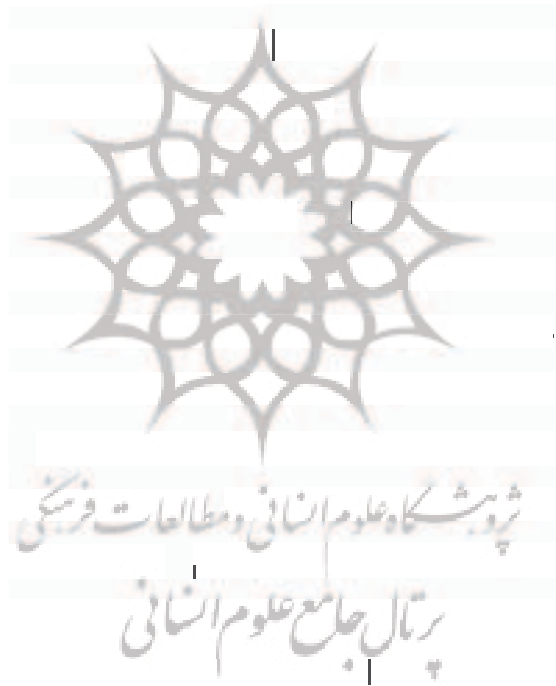 پژوهشگاه علوم انسانی و مطالعات فرهنگی
پرتال جامع علوم انسانی